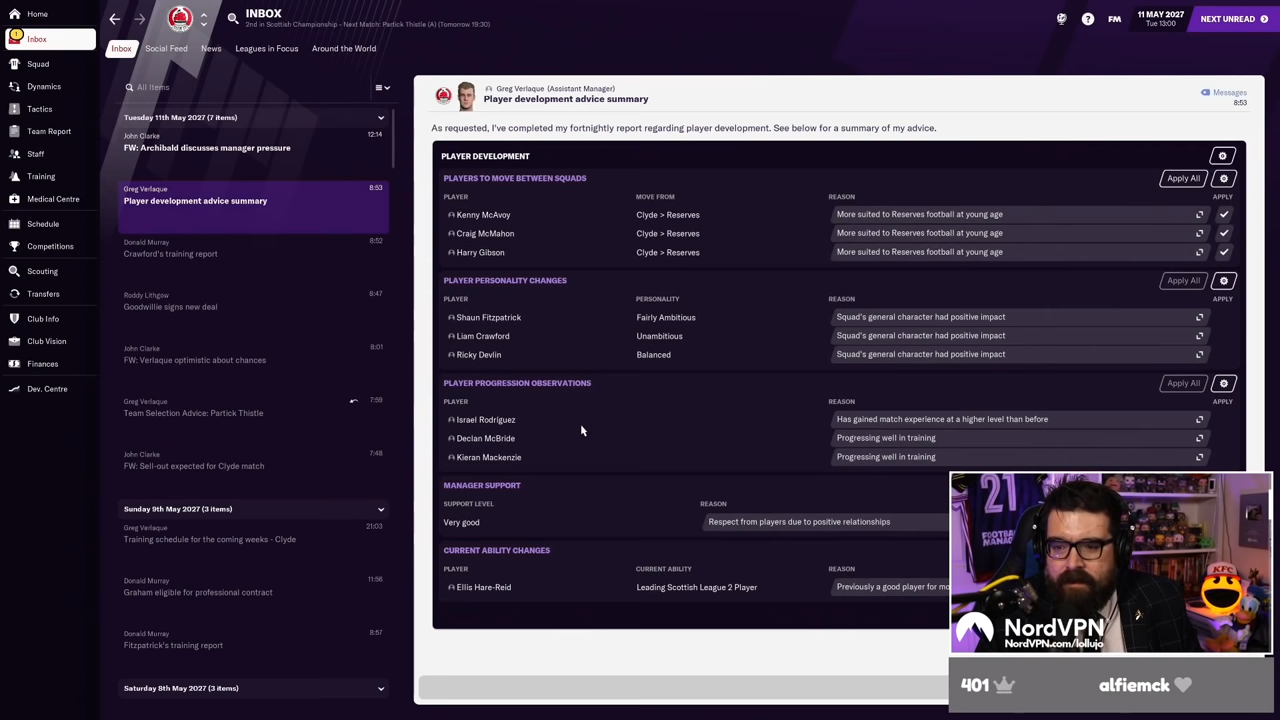 INBOX
2nd in Scottish Championship - Next Match: Partick Thistle (A) (Tomorrow 19:30)
FM
11 MAY 2027
Tue 13:00
NEXT UNREAD
Home
Inbox
Squad
Dynamics
Tactics
Team Report
Staff
Training
Medical Centre
Schedule
Competitions
Scouting
Transfers
Club Info
Club Vision
Finances
Dev. Centre
Inbox
Social Feed
News
Leagues in Focus
Around the World
All Items
Tuesday 11th May 2027 (7 items)
John Clarke
12:14
FW: Archibald discusses manager pressure
Greg Verlaque
8:53
Player development advice summary
Donald Murray
8:52
Crawford's training report
Roddy Lithgow
8:47
Goodwillie signs new deal
John Clarke
8:01
FW: Verlaque optimistic about chances
Greg Verlaque
7:59
Team Selection Advice: Partick Thistle
John Clarke
7:48
FW: Sell-out expected for Clyde match
Sunday 9th May 2027 (3 items)
Greg Verlaque
21:03
Training schedule for the coming weeks - Clyde
Donald Murray
11:56
Graham eligible for professional contract
Donald Murray
8:57
Fitzpatrick's training report
Saturday 8th May 2027 (3 items)
Greg Verlaque (Assistant Manager)
Player development advice summary
Messages
8:53
As requested, I've completed my fortnightly report regarding player development. See below for a summary of my advice.
PLAYER DEVELOPMENT
PLAYERS TO MOVE BETWEEN SQUADS
Apply All
PLAYER MOVE FROM REASON APPLY
Kenny McAvoy Clyde > Reserves More suited to Reserves football at young age
Craig McMahon Clyde > Reserves More suited to Reserves football at young age
Harry Gibson Clyde > Reserves More suited to Reserves football at young age
PLAYER PERSONALITY CHANGES
Apply All
PLAYER PERSONALITY REASON APPLY
Shaun Fitzpatrick Fairly Ambitious Squad's general character had positive impact
Liam Crawford Unambitious Squad's general character had positive impact
Ricky Devlin Balanced Squad's general character had positive impact
PLAYER PROGRESSION OBSERVATIONS
Apply All
PLAYER REASON APPLY
Israel Rodríguez Has gained match experience at a higher level than before
Declan McBride Progressing well in training
Kieran Mackenzie Progressing well in training
MANAGER SUPPORT
SUPPORT LEVEL REASON
Very good Respect from players due to positive relationships
CURRENT ABILITY CHANGES
PLAYER CURRENT ABILITY REASON
Ellis Hare-Reid Leading Scottish League 2 Player Previously a good player for mo
21
KFC
NordVPN
NordVPN.com/lollujo
401
alfiemck